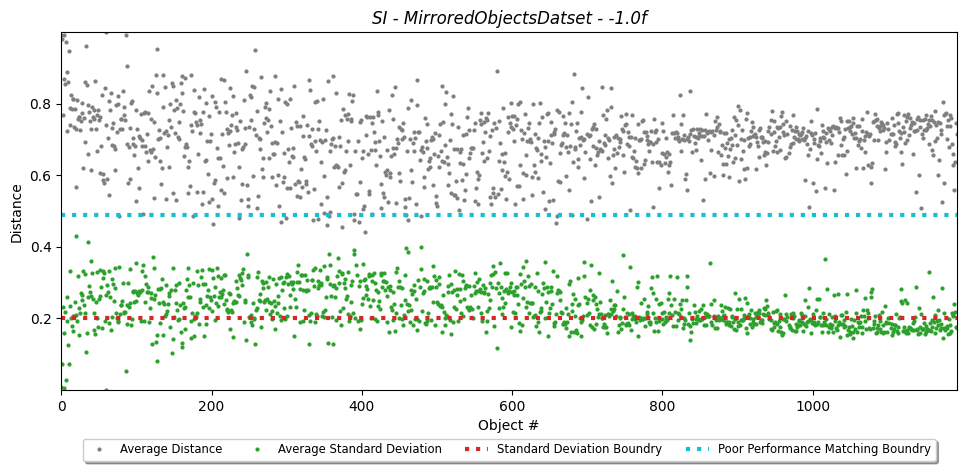 SI - MirroredObjectsDatset - -1.0f
Distance
0.8
0.6
0.4
0.2
0 200 400 600 800 1000
Object #
Average Distance Average Standard Deviation Standard Deviation Boundry Poor Performance Matching Boundry